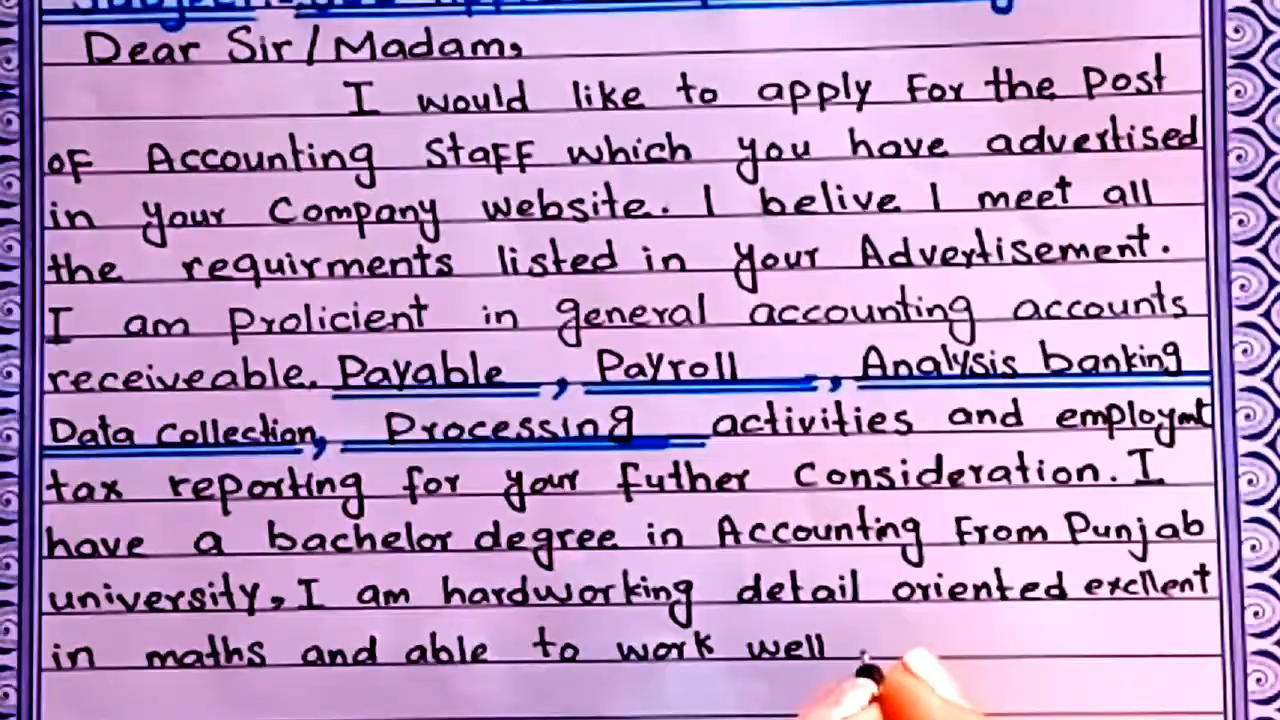 Dear Sir/Madam,
I would like to apply For the Post
of Accounting Staff which you have advertised
in your Company website. I belive I meet all
the requirments listed in your Advertisement.
I am Prolicient in general accounting accounts
receiveable. Payable , Payroll , Analysis banking
Data Collection, Processing activities and employmt
tax reporting for your futher Consideration. I
have a bachelor degree in Accounting From Punjab
university, I am hardworking detail oriented exellent
in maths and able to work well